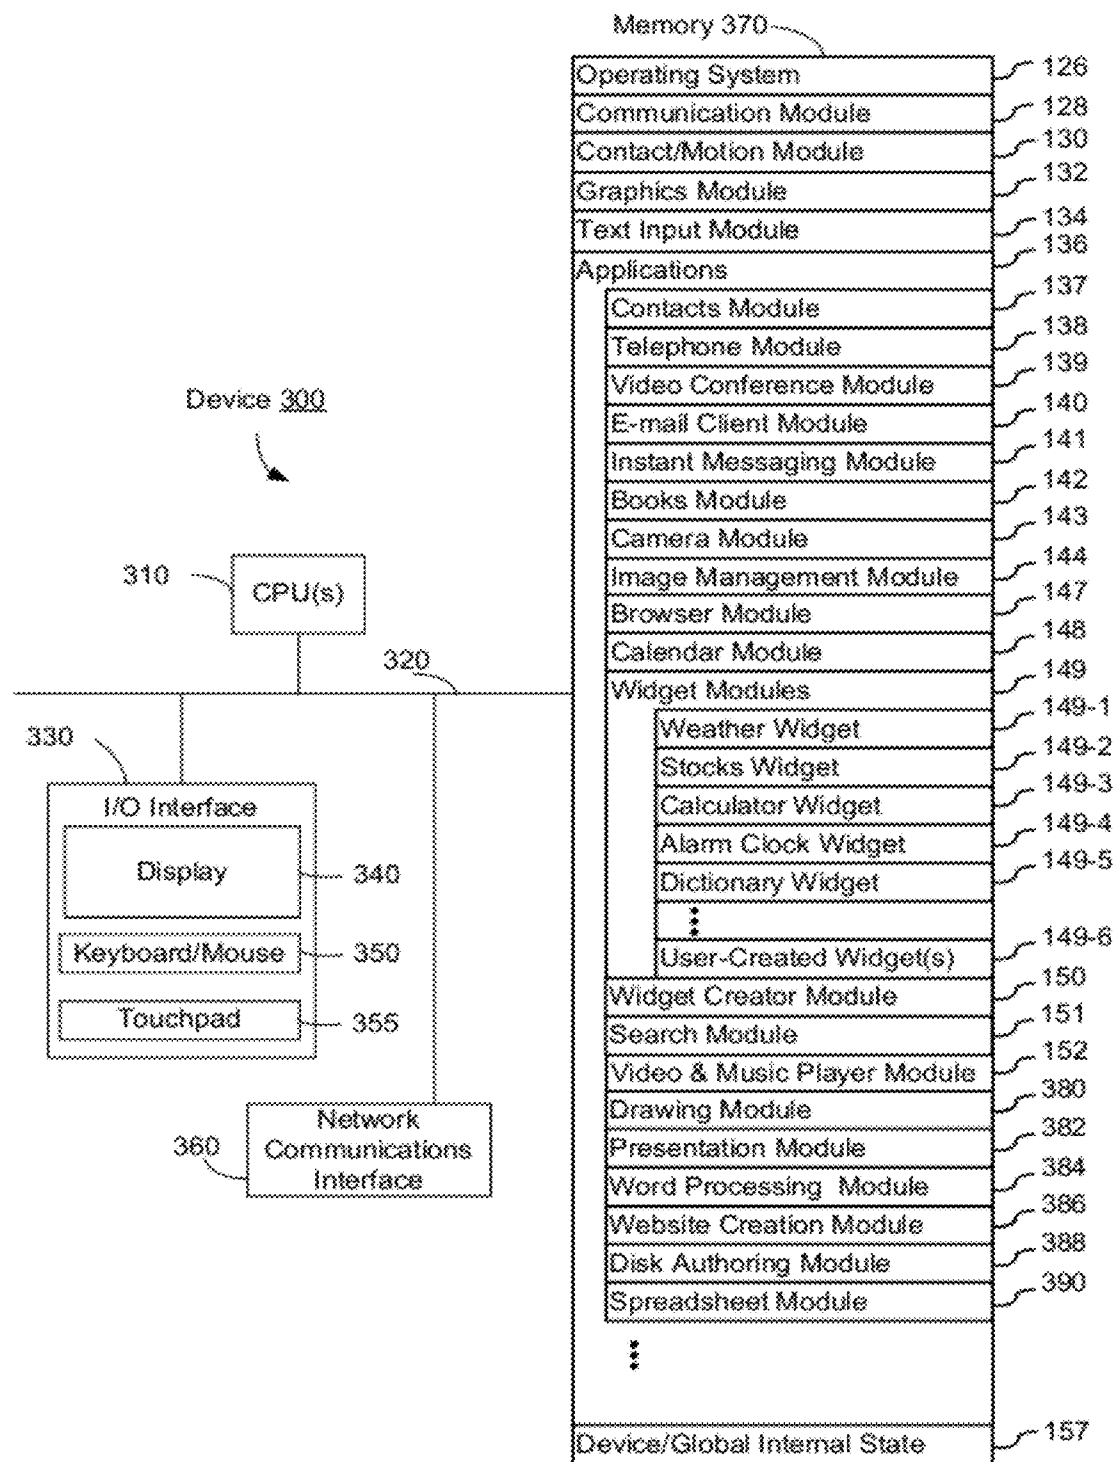 Memory 370
Operating System 126
Communication Module 128
Contact/Motion Module 130
Graphics Module 132
Text Input Module 134
Applications 136
Contacts Module 137
Telephone Module 138
Video Conference Module 139
E-mail Client Module 140
Instant Messaging Module 141
Books Module 142
Camera Module 143
Image Management Module 144
Browser Module 147
Calendar Module 148
Widget Modules 149
Weather Widget 149-1
Stocks Widget 149-2
Calculator Widget 149-3
Alarm Clock Widget 149-4
Dictionary Widget 149-5
User-Created Widget(s) 149-6
Widget Creator Module 150
Search Module 151
Video & Music Player Module 152
Drawing Module 380
Presentation Module 382
Word Processing Module 384
Website Creation Module 386
Disk Authoring Module 388
Spreadsheet Module 390
Device/Global Internal State 157
Device 300
310
CPU(s)
320
330
I/O Interface
Display 340
Keyboard/Mouse 350
Touchpad 355
360
Network
Communications
Interface